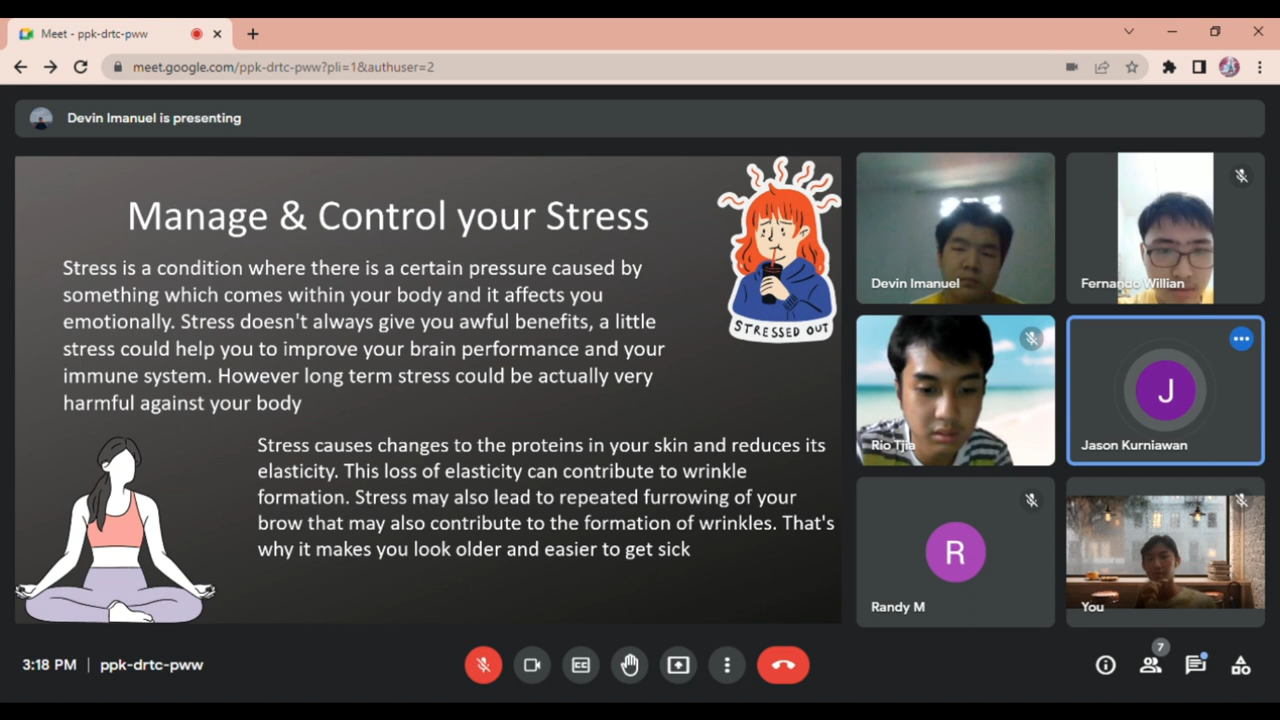 Meet - ppk-drtc-pww
meet.google.com/ppk-drtc-pww?pli=1&authuser=2
Devin Imanuel is presenting
Manage & Control your Stress
Stress is a condition where there is a certain pressure caused by
something which comes within your body and it affects you
emotionally. Stress doesn't always give you awful benefits, a little
stress could help you to improve your brain performance and your
immune system. However long term stress could be actually very
harmful against your body
STRESSED OUT
Stress causes changes to the proteins in your skin and reduces its
elasticity. This loss of elasticity can contribute to wrinkle
formation. Stress may also lead to repeated furrowing of your
brow that may also contribute to the formation of wrinkles. That's
why it makes you look older and easier to get sick
Devin Imanuel
Fernando Willian
Rio Tjia
J
Jason Kurniawan
R
Randy M
You
3:18 PM | ppk-drtc-pww
CC
7